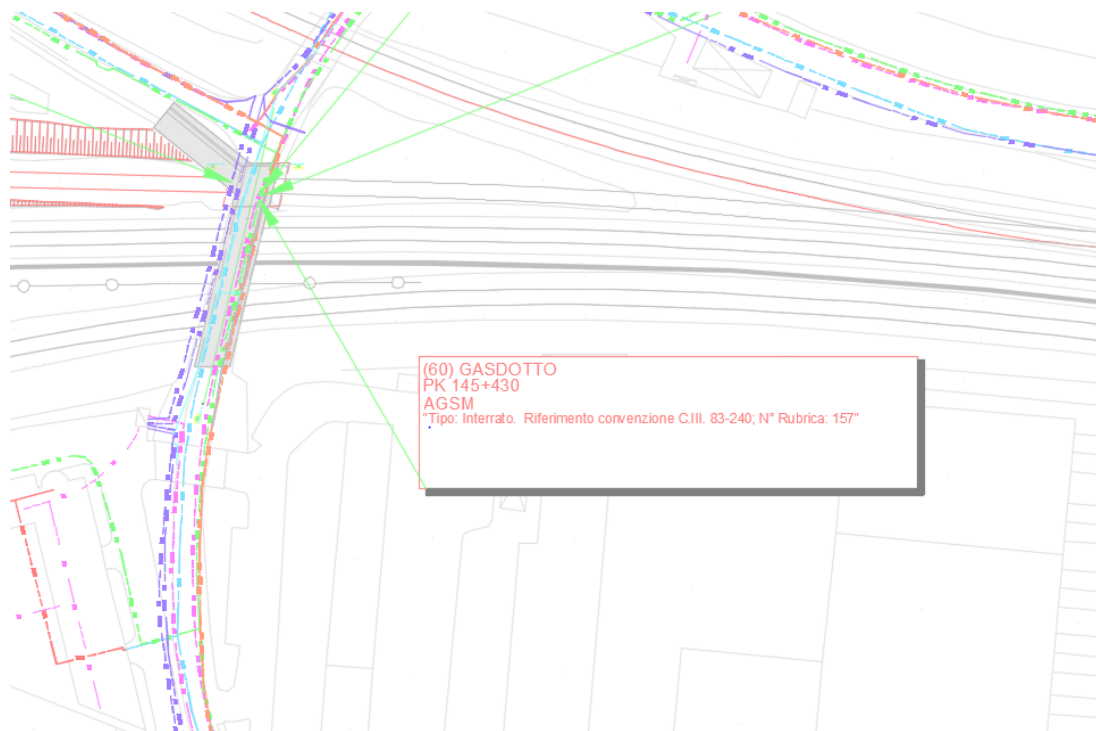 (60) GASDOTTO
PK 145+430
AGSM
"Tipo: Interrato. Riferimento convenzione C.III. 83-240; N° Rubrica: 157"